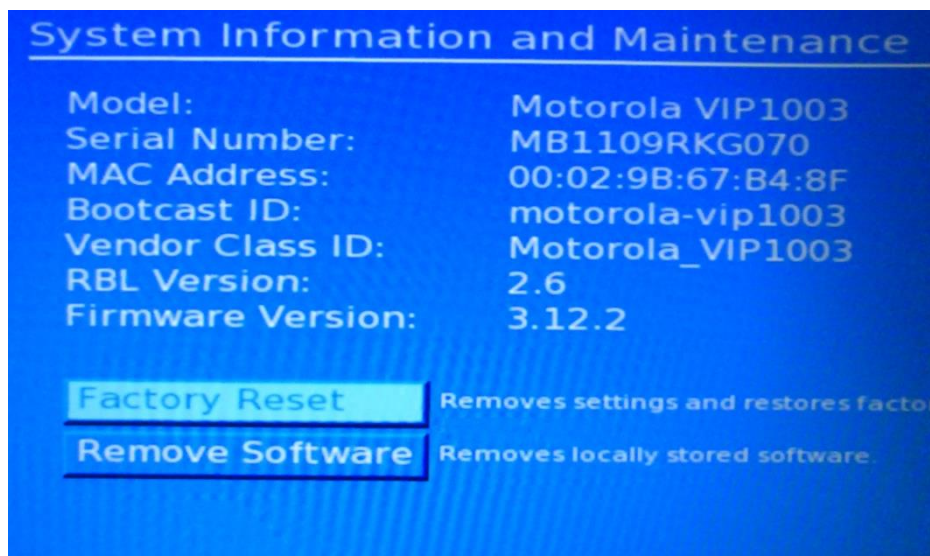 System Information and Maintenance
Model: Motorola VIP1003
Serial Number: MB1109RKG070
MAC Address: 00:02:9B:67:B4:8F
Bootcast ID: motorola-vip1003
Vendor Class ID: Motorola_VIP1003
RBL Version: 2.6
Firmware Version: 3.12.2
Factory Reset Removes settings and restores facto
Remove Software Removes locally stored software.